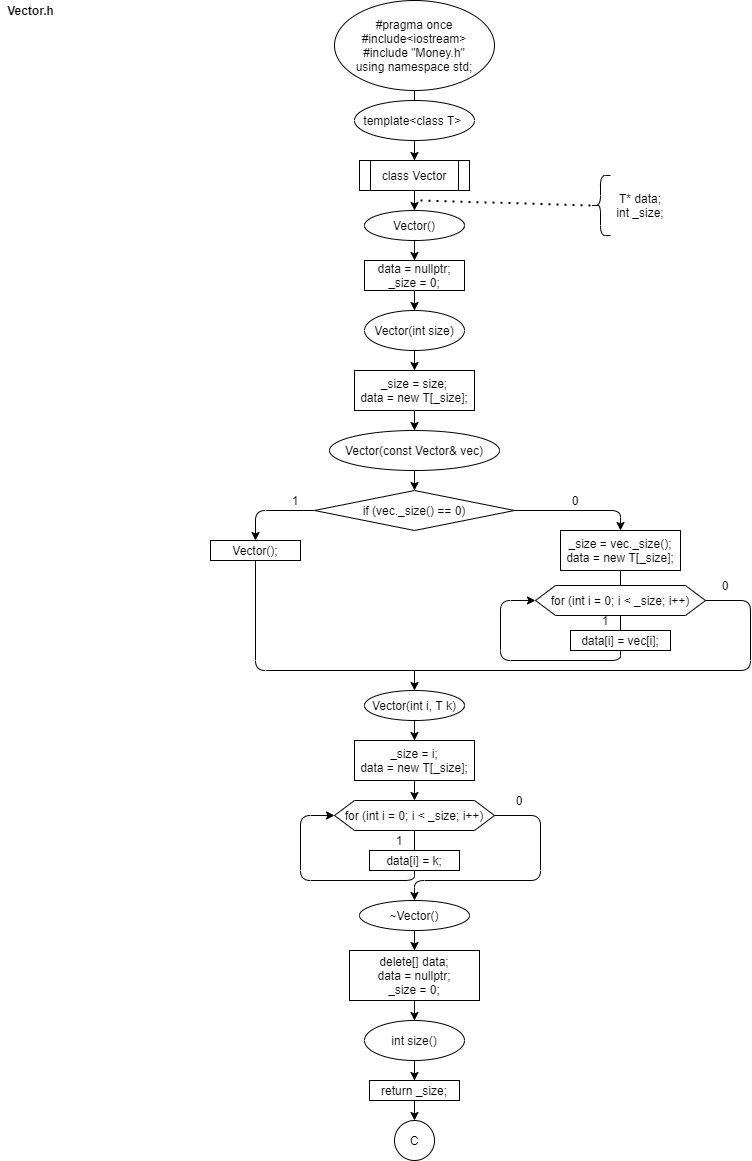 Vector.h
#pragma once
#include<iostream>
#include "Money.h"
using namespace std;
template<class T>
class Vector
T* data;
int _size;
Vector()
data = nullptr;
_size = 0;
Vector(int size)
_size = size;
data = new T[_size];
Vector(const Vector& vec)
1
if (vec._size() == 0)
0
Vector();
_size = vec._size();
data = new T[_size];
0
for (int i = 0; i < _size; i++)
1
data[i] = vec[i];
Vector(int i, T k)
_size = i;
data = new T[_size];
0
for (int i = 0; i < _size; i++)
1
data[i] = k;
~Vector()
delete[] data;
data = nullptr;
_size = 0;
int size()
return _size;
C